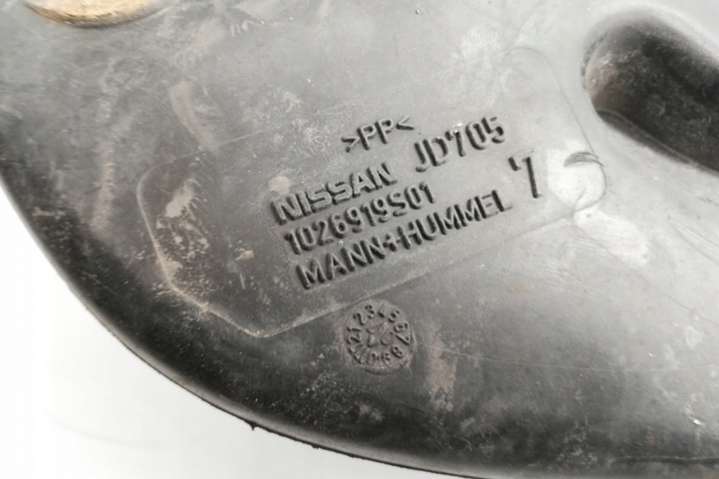 >PP<
NISSAN JD705
1026919S01
MANN+HUMMEL